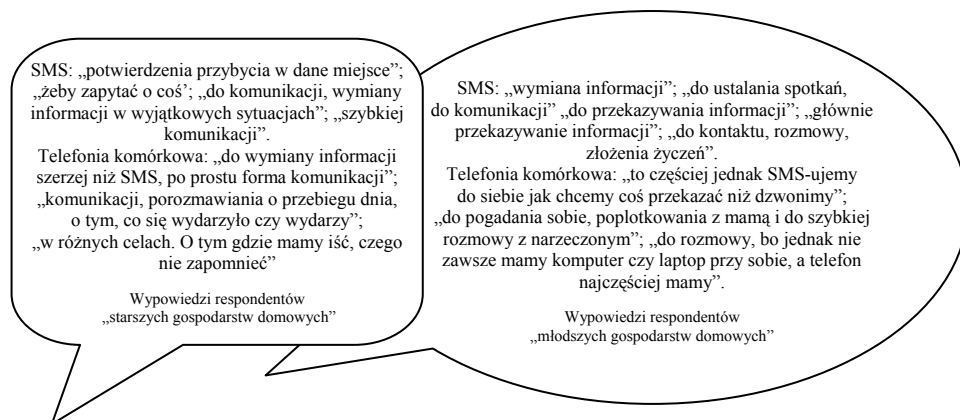 SMS: „potwierdzenia przybycia w dane miejsce”;
„żeby zapytać o coś’; „do komunikacji, wymiany
informacji w wyjątkowych sytuacjach”; „szybkiej
komunikacji”.
Telefonia komórkowa: „do wymiany informacji
szerzej niż SMS, po prostu forma komunikacji”;
„komunikacji, porozmawiania o przebiegu dnia,
o tym, co się wydarzyło czy wydarzy”;
„w różnych celach. O tym gdzie mamy iść, czego
nie zapomnieć”
Wypowiedzi respondentów
„starszych gospodarstw domowych”
SMS: „wymiana informacji”; „do ustalania spotkań,
do komunikacji” „do przekazywania informacji”; „głównie
przekazywanie informacji”; „do kontaktu, rozmowy,
złożenia życzeń”.
Telefonia komórkowa: „to częściej jednak SMS-ujemy
do siebie jak chcemy coś przekazać niż dzwonimy”;
„do pogadania sobie, poplotkowania z mamą i do szybkiej
rozmowy z narzeczonym”; „do rozmowy, bo jednak nie
zawsze mamy komputer czy laptop przy sobie, a telefon
najczęściej mamy”.
Wypowiedzi respondentów
„młodszych gospodarstw domowych”